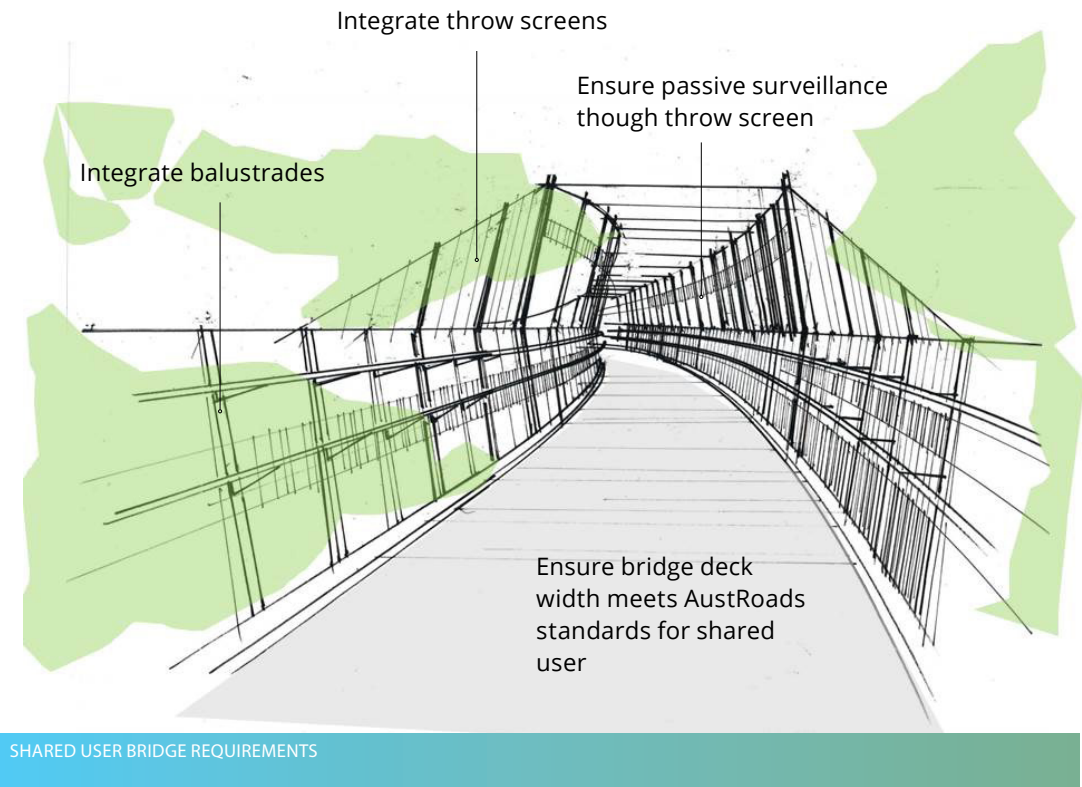 Integrate throw screens
Ensure passive surveillance
though throw screen
Integrate balustrades
Ensure bridge deck
width meets AustRoads
standards for shared
user
SHARED USER BRIDGE REQUIREMENTS